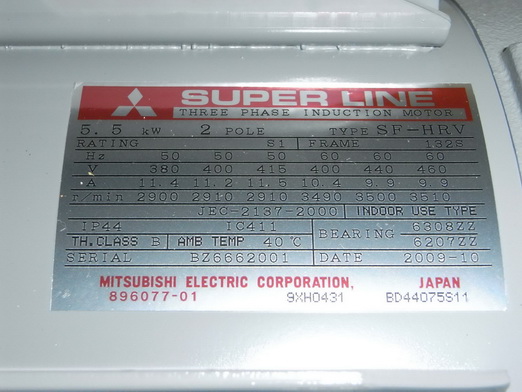 SUPER LINE
THREE PHASE INDUCTION MOTOR
5.5 kW 2 POLE TYPE SF-HRV
RATING S1 FRAME 132S
Hz 50 50 50 60 60 60
V 380 400 415 400 440 460
A 11.4 11.2 11.5 10.4 9.9 9.9
r/min 2900 2910 2910 3490 3500 3510
JEC-2137-2000 INDOOR USE TYPE
IP44 IC411 BEARING 6308ZZ
TH.CLASS B AMB TEMP 40℃ 6207ZZ
SERIAL BZ6662001 DATE 2009-10
MITSUBISHI ELECTRIC CORPORATION, JAPAN
896077-01 9XH0431 BD44075S11